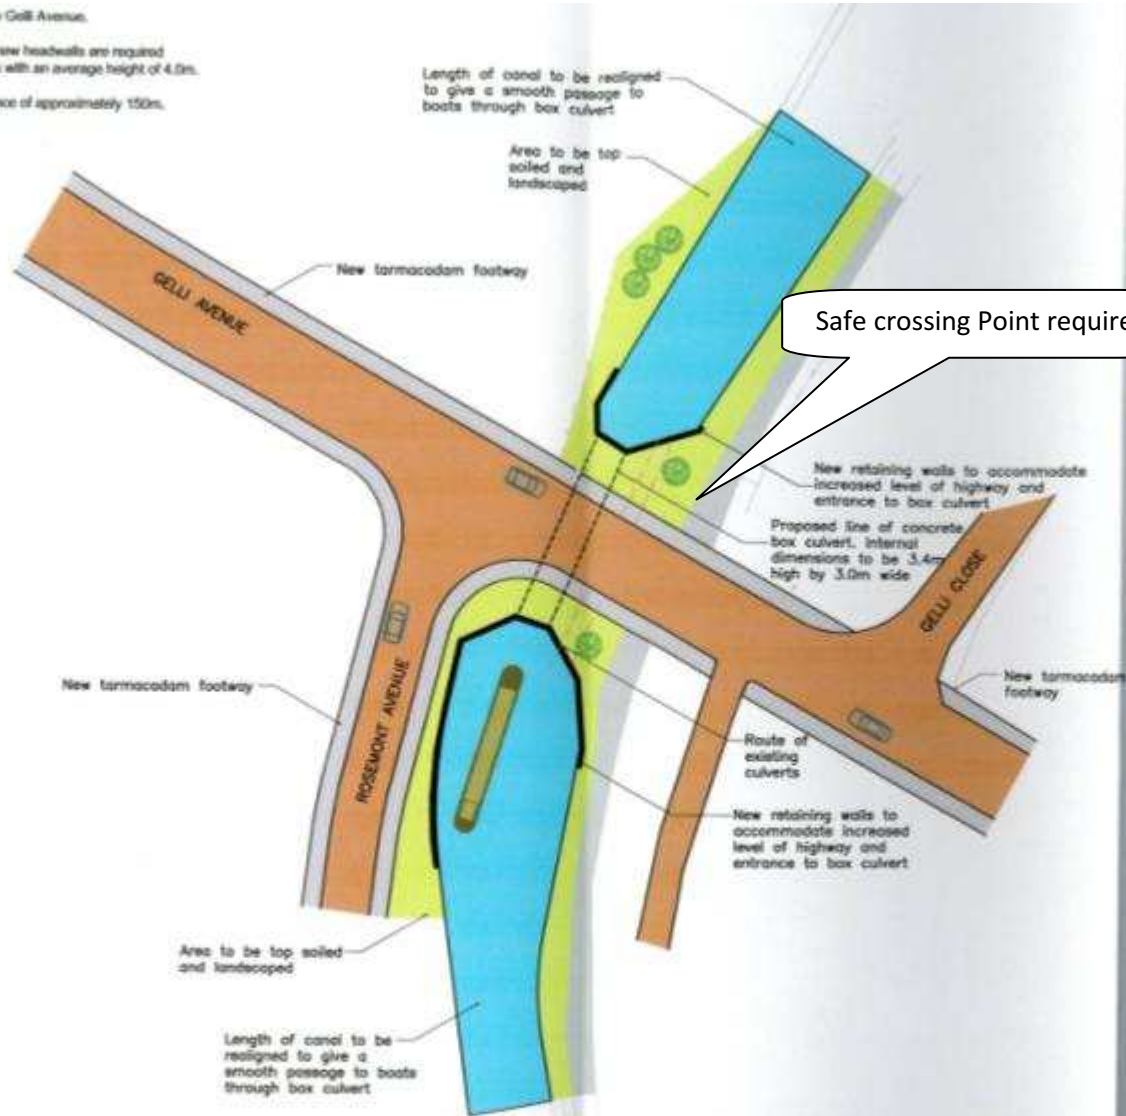 Gelli Avenue.
new headwalls are required
with an average height of 4.0m.
of approximately 150m.
Length of canal to be realigned
to give a smooth passage to
boats through box culvert
Area to be top
soiled and
landscaped
New tarmacadam footway
GELLI AVENUE
Safe crossing Point require
New retaining walls to accommodate
increased level of highway and
entrance to box culvert
Proposed line of concrete
box culvert. Internal
dimensions to be 3.4m
high by 3.0m wide
GELLI CLOSE
New tarmacadam
footway
New tarmacadam footway
ROSEMONT AVENUE
Route of
existing
culverts
New retaining walls to
accommodate increased
level of highway and
entrance to box culvert
Area to be top soiled
and landscaped
Length of canal to be
realigned to give a
smooth passage to boats
through box culvert